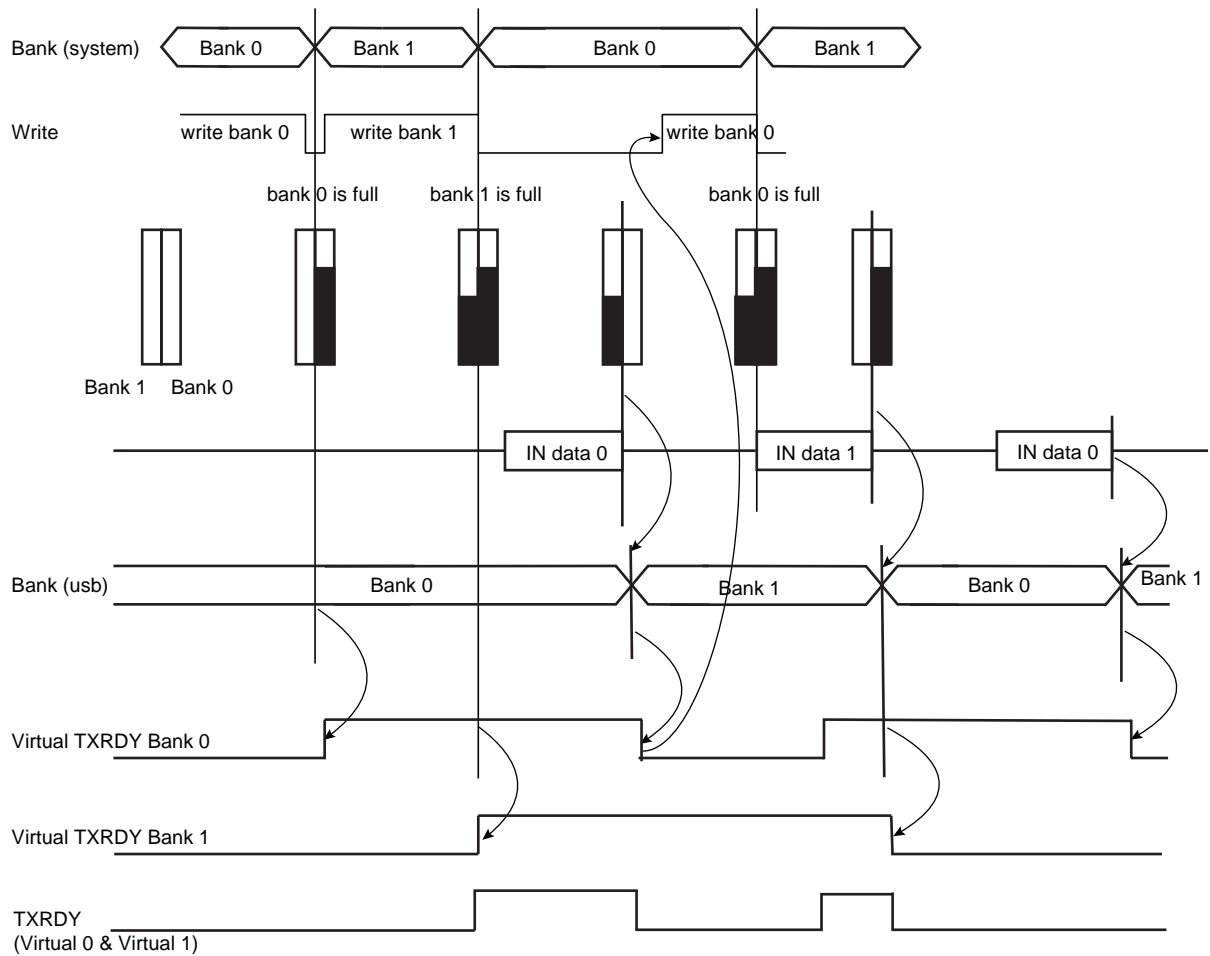 Bank (system)
Bank 0
Bank 1
Bank 0
Bank 1
Write
write bank 0
write bank 1
write bank 0
bank 0 is full
bank 1 is full
bank 0 is full
Bank 1
Bank 0
IN data 0
IN data 1
IN data 0
Bank (usb)
Bank 0
Bank 1
Bank 0
Bank 1
Virtual TXRDY Bank 0
Virtual TXRDY Bank 1
TXRDY
(Virtual 0 & Virtual 1)